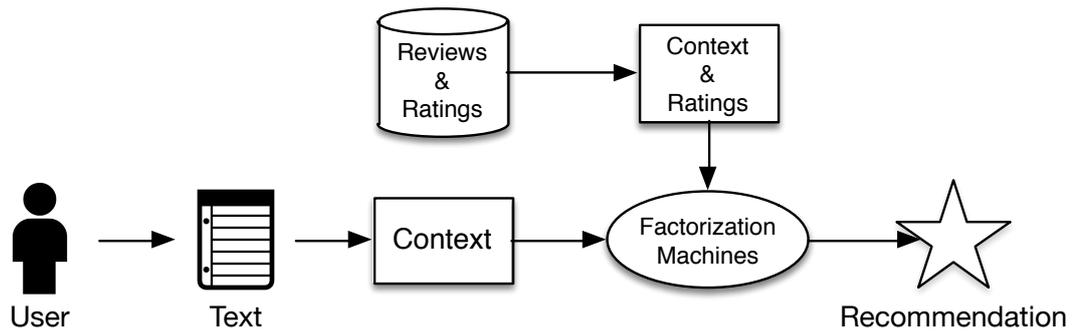 Reviews
&
Ratings
Context
&
Ratings
Context
Factorization
Machines
User
Text
Recommendation